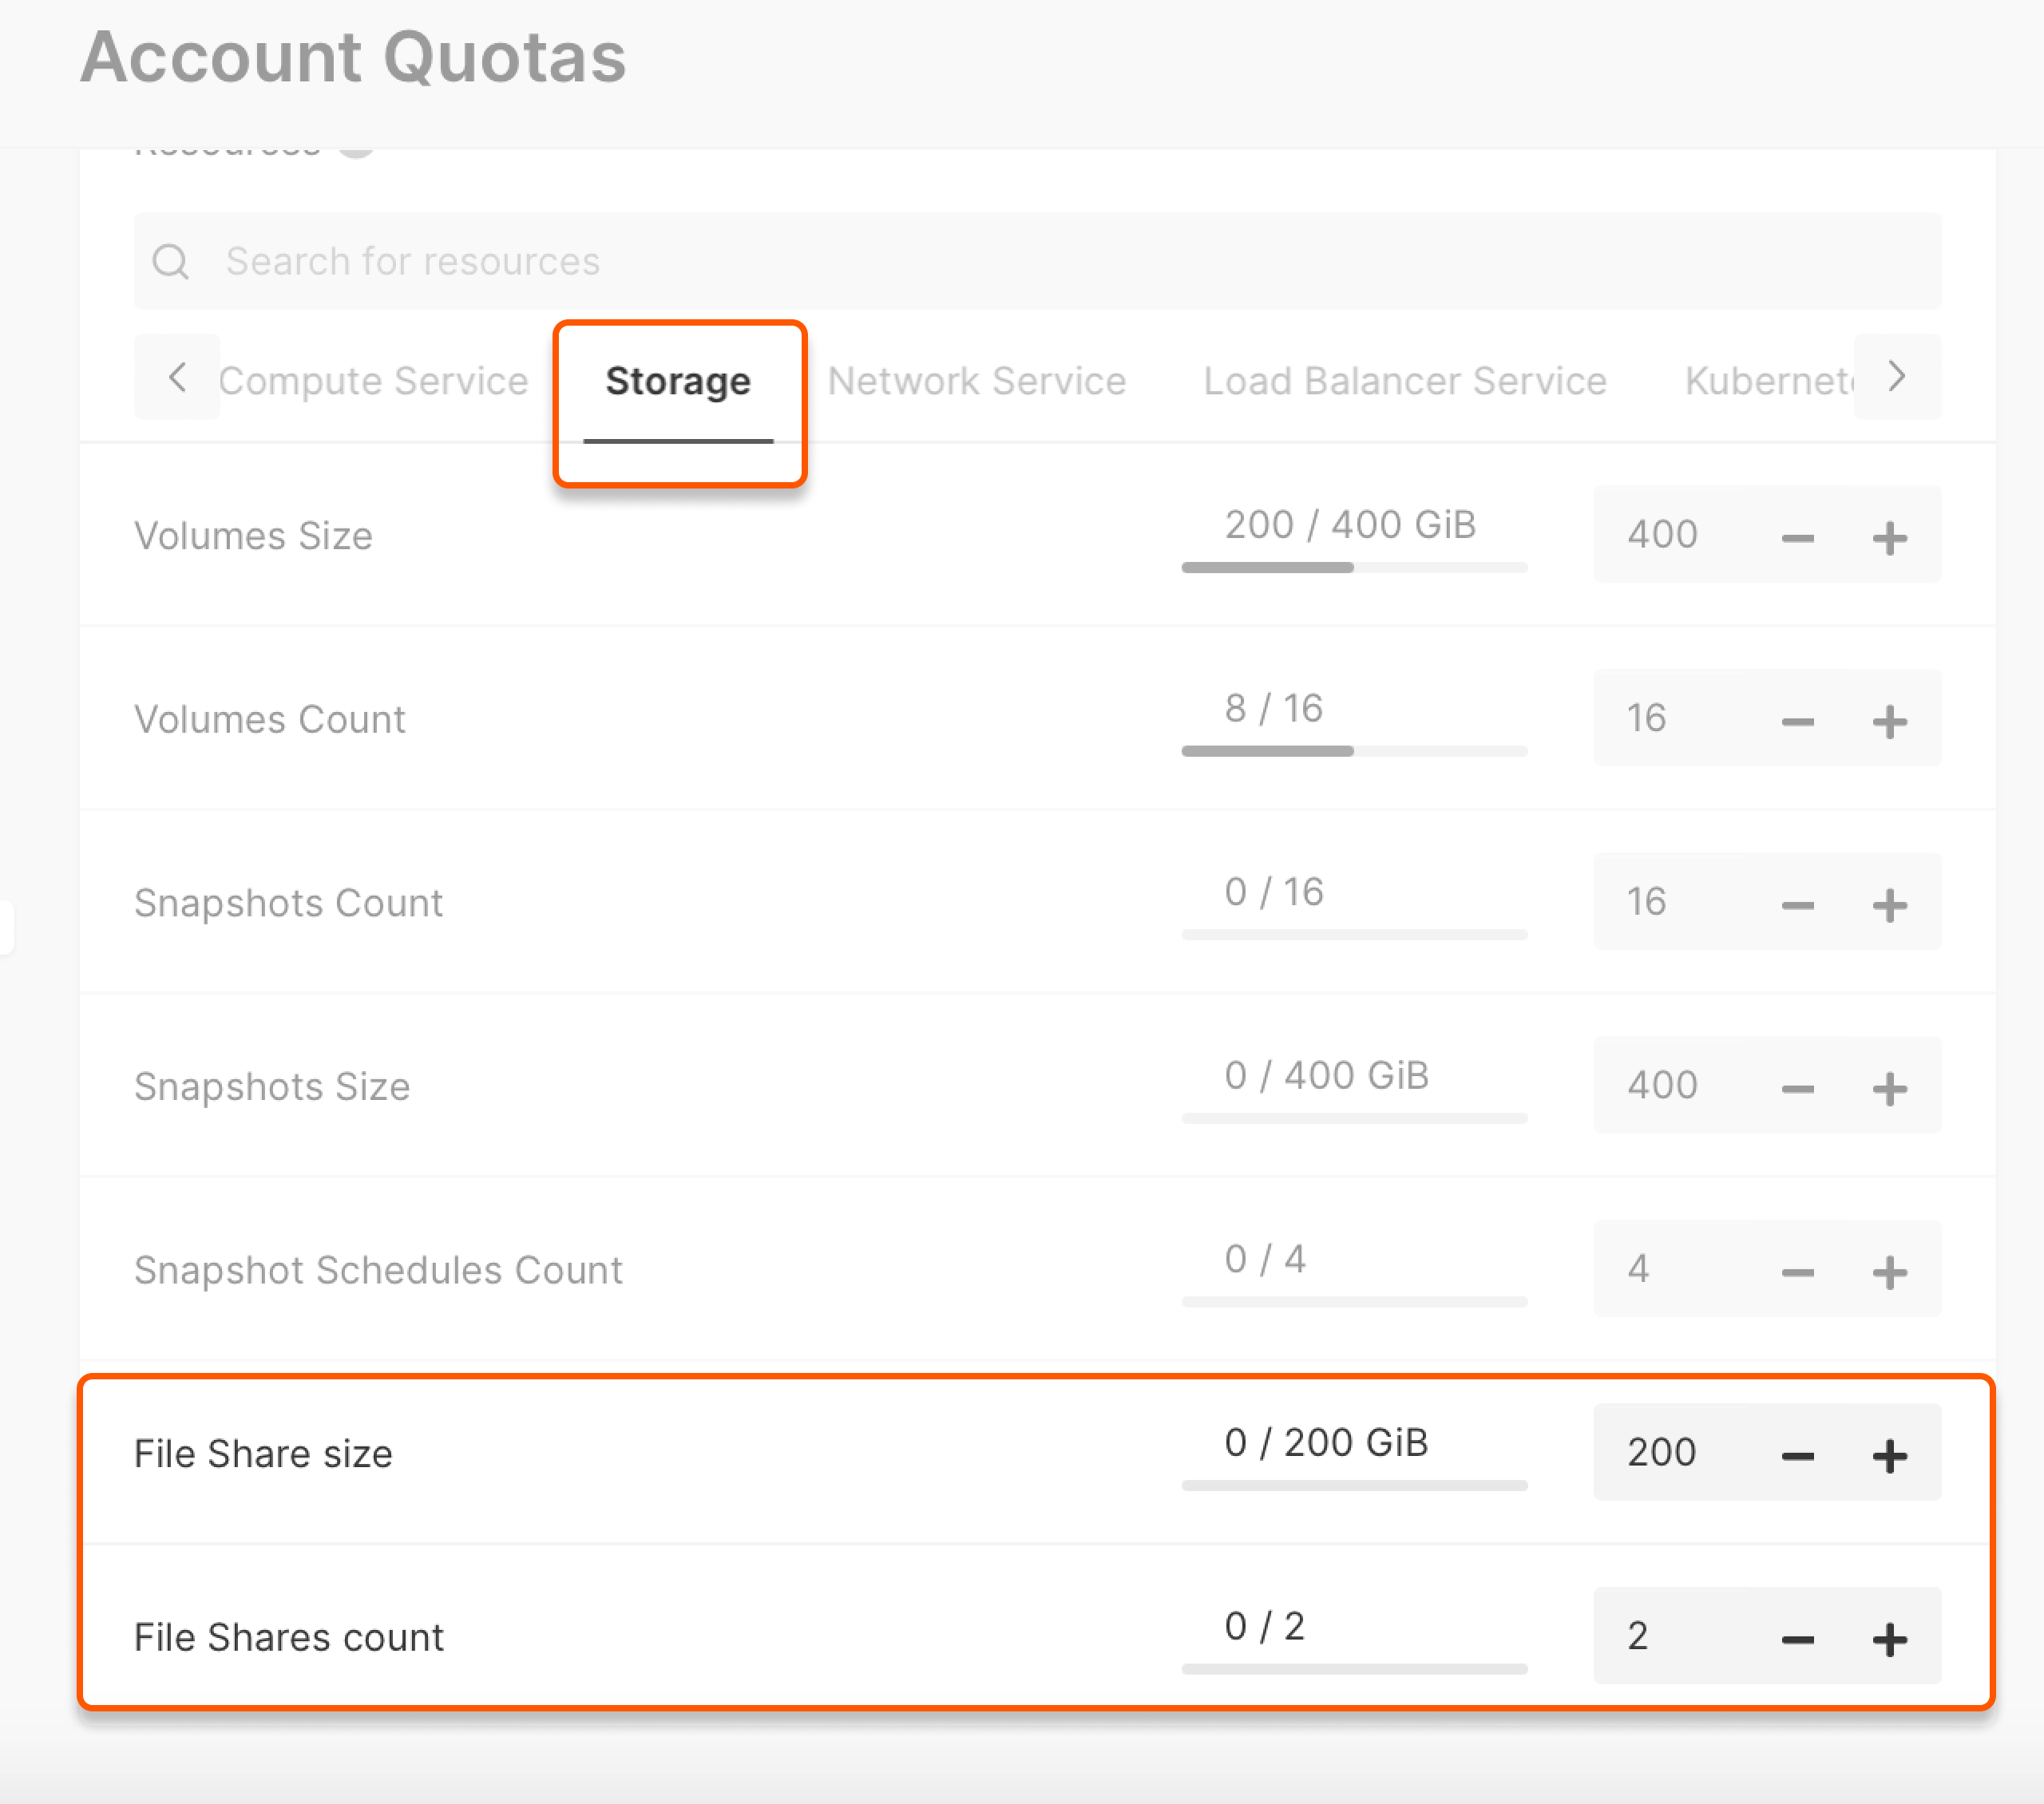 Account Quotas
Resources
Search for resources
Compute Service Storage Network Service Load Balancer Service Kubernet
Volumes Size 200 / 400 GiB 400
Volumes Count 8 / 16 16
Snapshots Count 0 / 16 16
Snapshots Size 0 / 400 GiB 400
Snapshot Schedules Count 0 / 4 4
File Share size 0 / 200 GiB 200
File Shares count 0 / 2 2